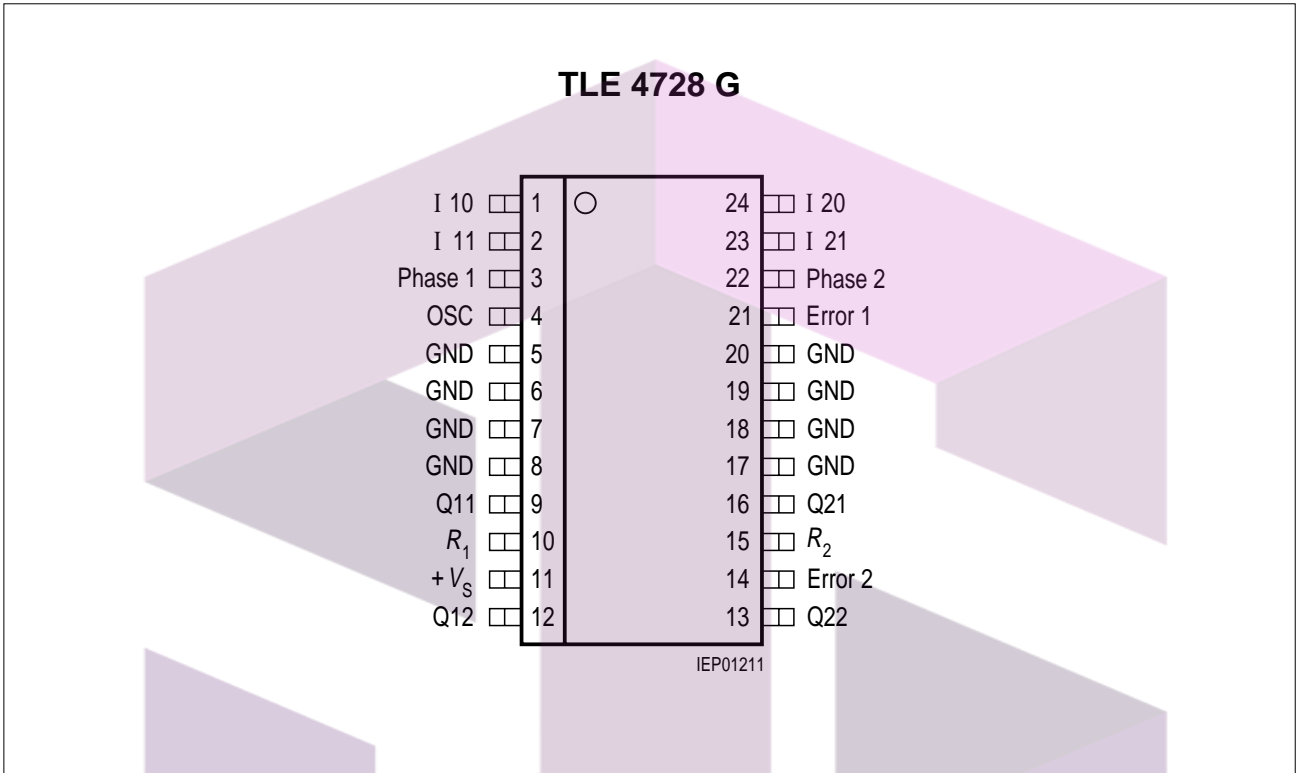 TLE 4728 G
I 10 1 24 I 20
I 11 2 23 I 21
Phase 1 3 22 Phase 2
OSC 4 21 Error 1
GND 5 20 GND
GND 6 19 GND
GND 7 18 GND
GND 8 17 GND
Q11 9 16 Q21
R1 10 15 R2
+ VS 11 14 Error 2
Q12 12 13 Q22
IEP01211